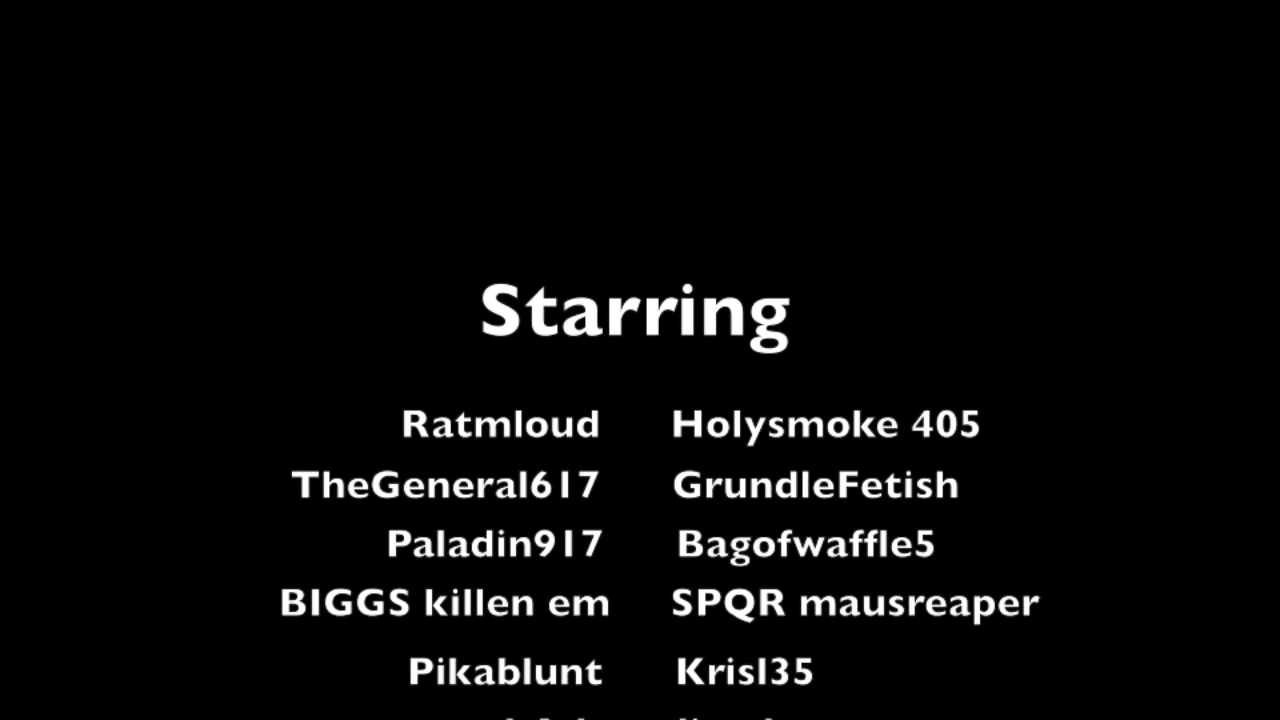 Starring
Ratmloud Holysmoke 405
TheGeneral617 GrundleFetish
Paladin917 Bagofwaffle5
BIGGS killen em SPQR mausreaper
Pikablunt Krisl35